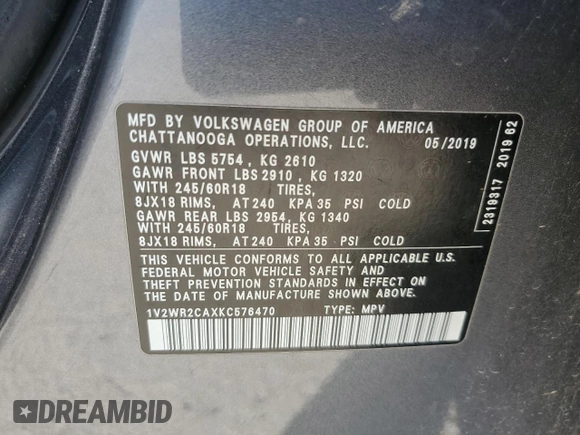 MFD BY VOLKSWAGEN GROUP OF AMERICA
CHATTANOOGA OPERATIONS, LLC. 05/2019
GVWR LBS 5754 , KG 2610
GAWR FRONT LBS 2910 , KG 1320
WITH 245/60R18 TIRES,
8JX18 RIMS, AT 240 KPA 35 PSI COLD
GAWR REAR LBS 2954, KG 1340
WITH 245/60R18 TIRES,
8JX18 RIMS, AT 240 KPA 35 PSI COLD
THIS VEHICLE CONFORMS TO ALL APPLICABLE U.S.
FEDERAL MOTOR VEHICLE SAFETY AND
THEFT PREVENTION STANDARDS IN EFFECT ON
THE DATE OF MANUFACTURE SHOWN ABOVE.
1V2WR2CAXKC576470 TYPE: MPV
2319317 2019 62
DREAMBID